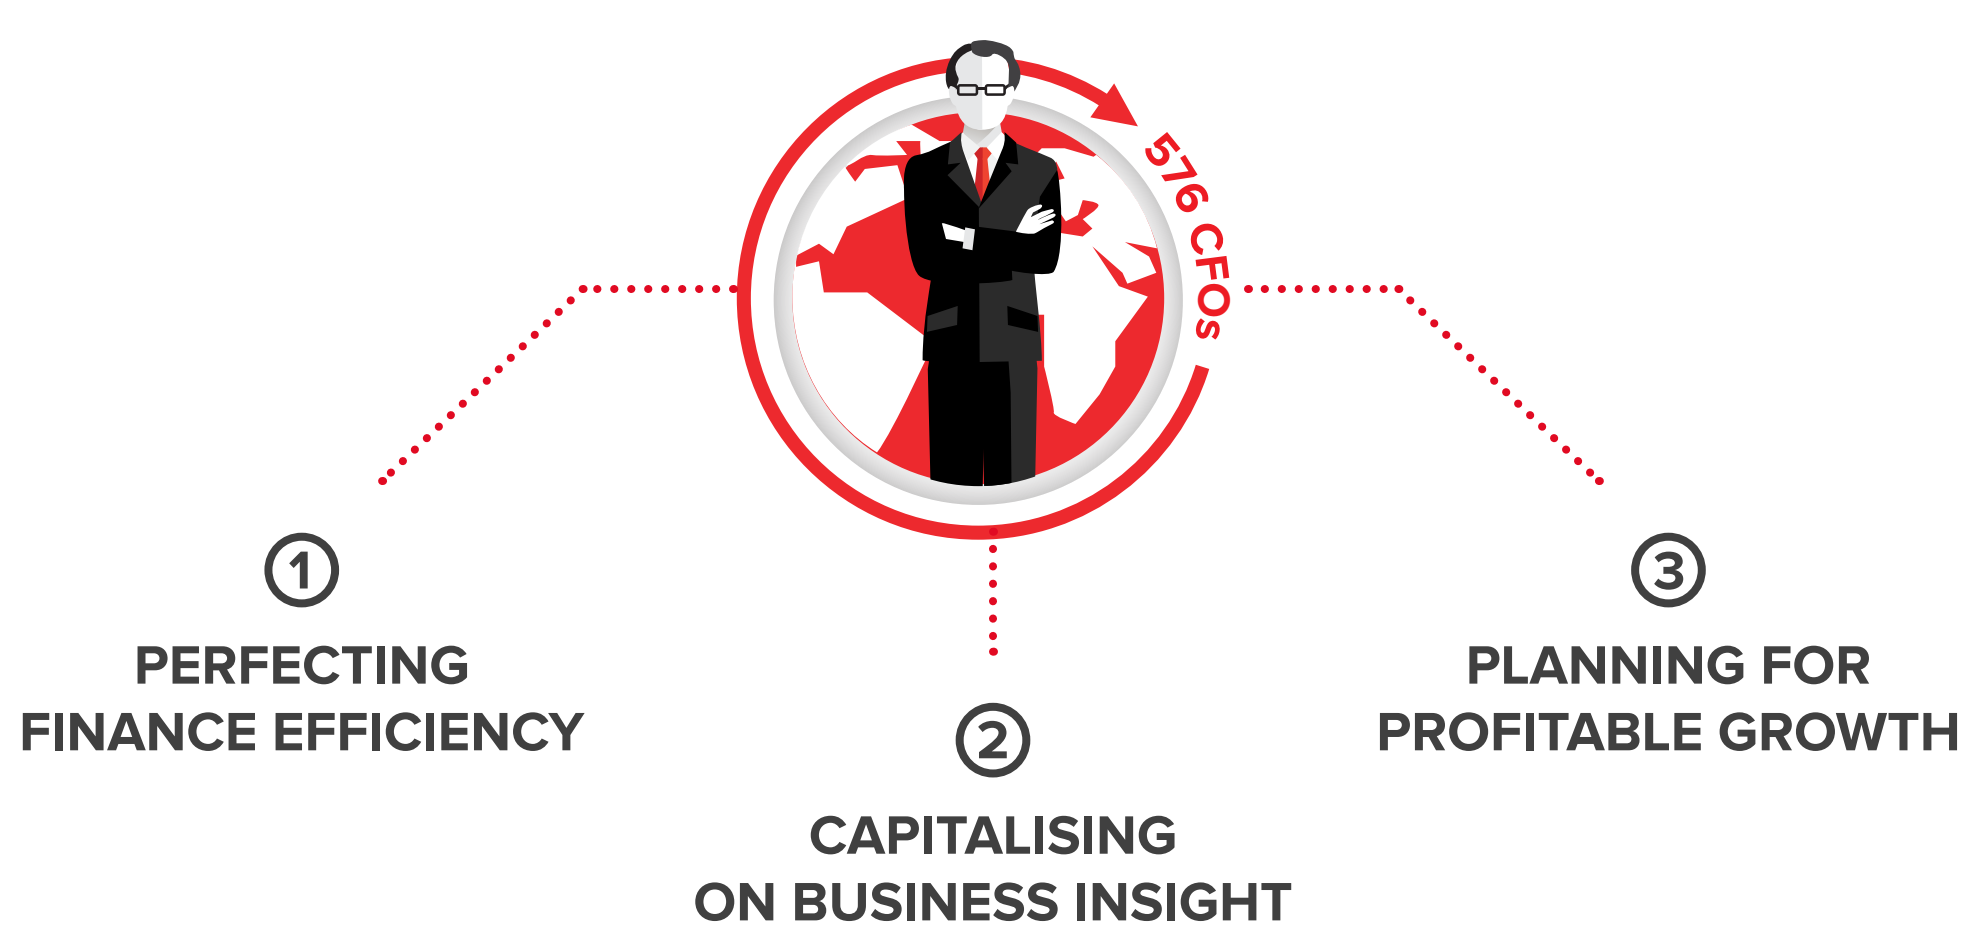 576 CFOs
1
PERFECTING
FINANCE EFFICIENCY
2
CAPITALISING
ON BUSINESS INSIGHT
3
PLANNING FOR
PROFITABLE GROWTH